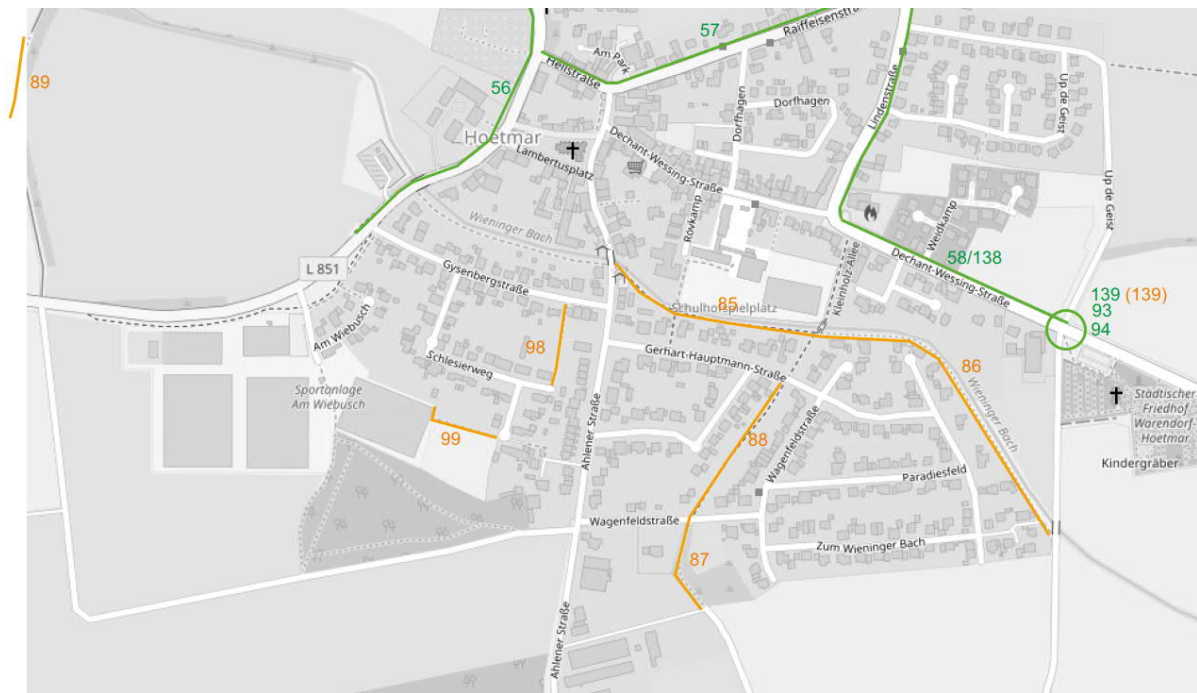 57
Raiffeisenstra
Am Park
Hellstraße
89
56
Hoetmar
Dorfhagen
Dorfhagen
Lindenstraße
Up de Geist
Lambertusplatz
Dechant-Wessing-Straße
Up de Geist
Wieninger Bach
Rövkamp
Weidkamp
Kleinholz-Allee
58/138
Dechant-Wessing-Straße
L 851
Gysenbergstraße
85
Schulhofspielplatz
139 (139)
93
94
Am Wiebusch
98
Schlesierweg
Gerhart-Hauptmann-Straße
86
Wieninger Bach
Sportanlage
Am Wiebusch
Städtischer
Friedhof
Warendorf-
Hoetmar
99
Ahlener Straße
88
Wagenfeldstraße
Kindergräber
Paradiesfeld
Wagenfeldstraße
Zum Wieninger Bach
87
Ahlener Straße